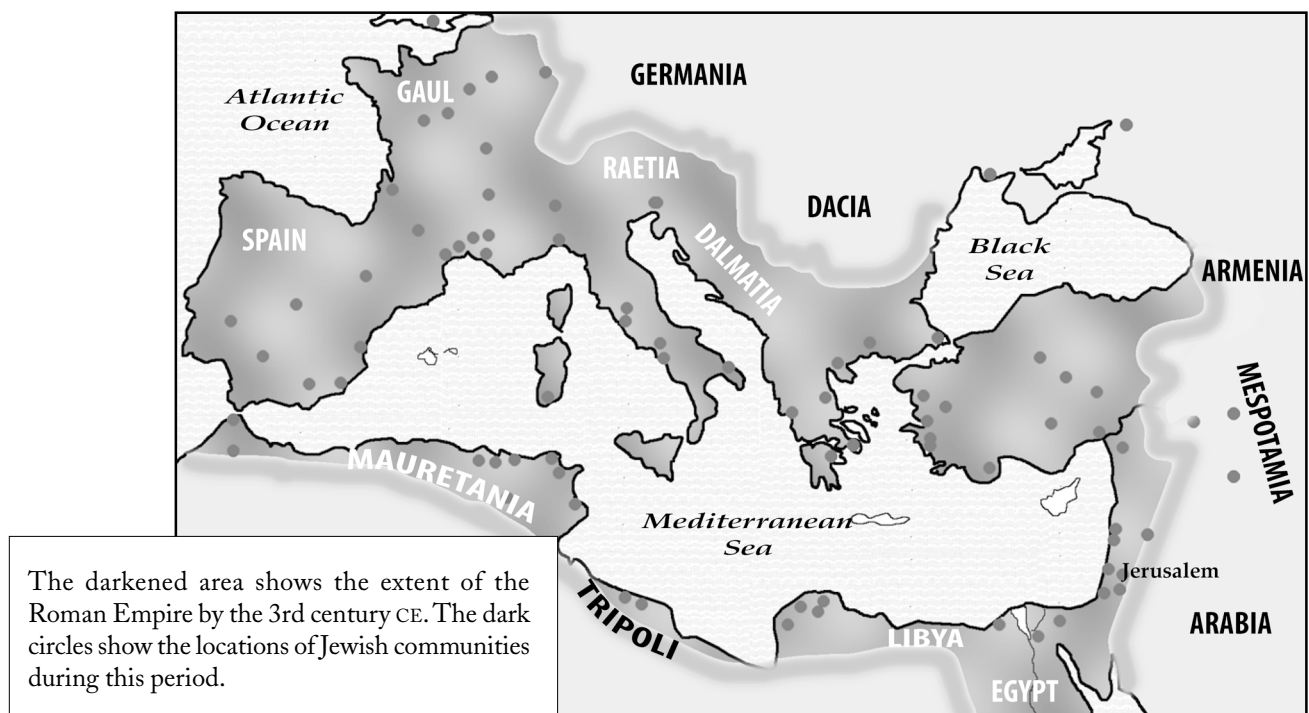 GERMANIA
GAUL
Atlantic
Ocean
RAETIA
DACIA
SPAIN
DALMATIA
Black
Sea
ARMENIA
MESPOTAMIA
MAURETANIA
Mediterranean
Sea
Jerusalem
TRIPOLI
LIBYA
ARABIA
EGYPT
The darkened area shows the extent of the
Roman Empire by the 3rd century CE. The dark
circles show the locations of Jewish communities
during this period.